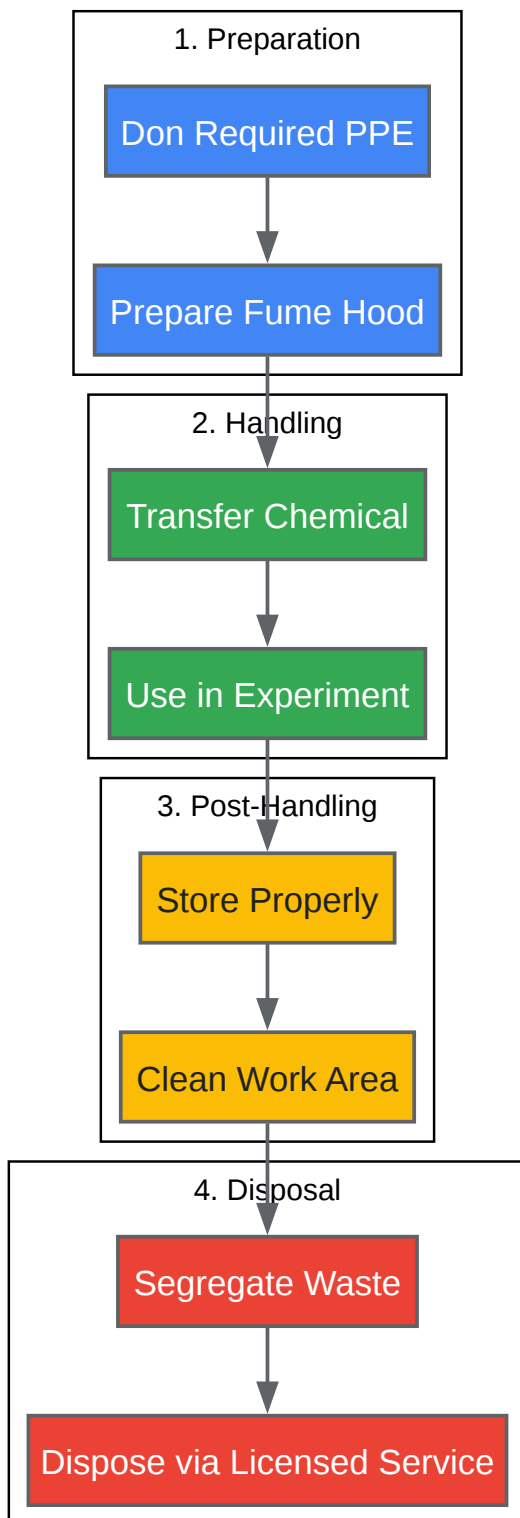 1. Preparation
Don Required PPE
Prepare Fume Hood
2. Handling
Transfer Chemical
Use in Experiment
3. Post-Handling
Store Properly
Clean Work Area
4. Disposal
Segregate Waste
Dispose via Licensed Service